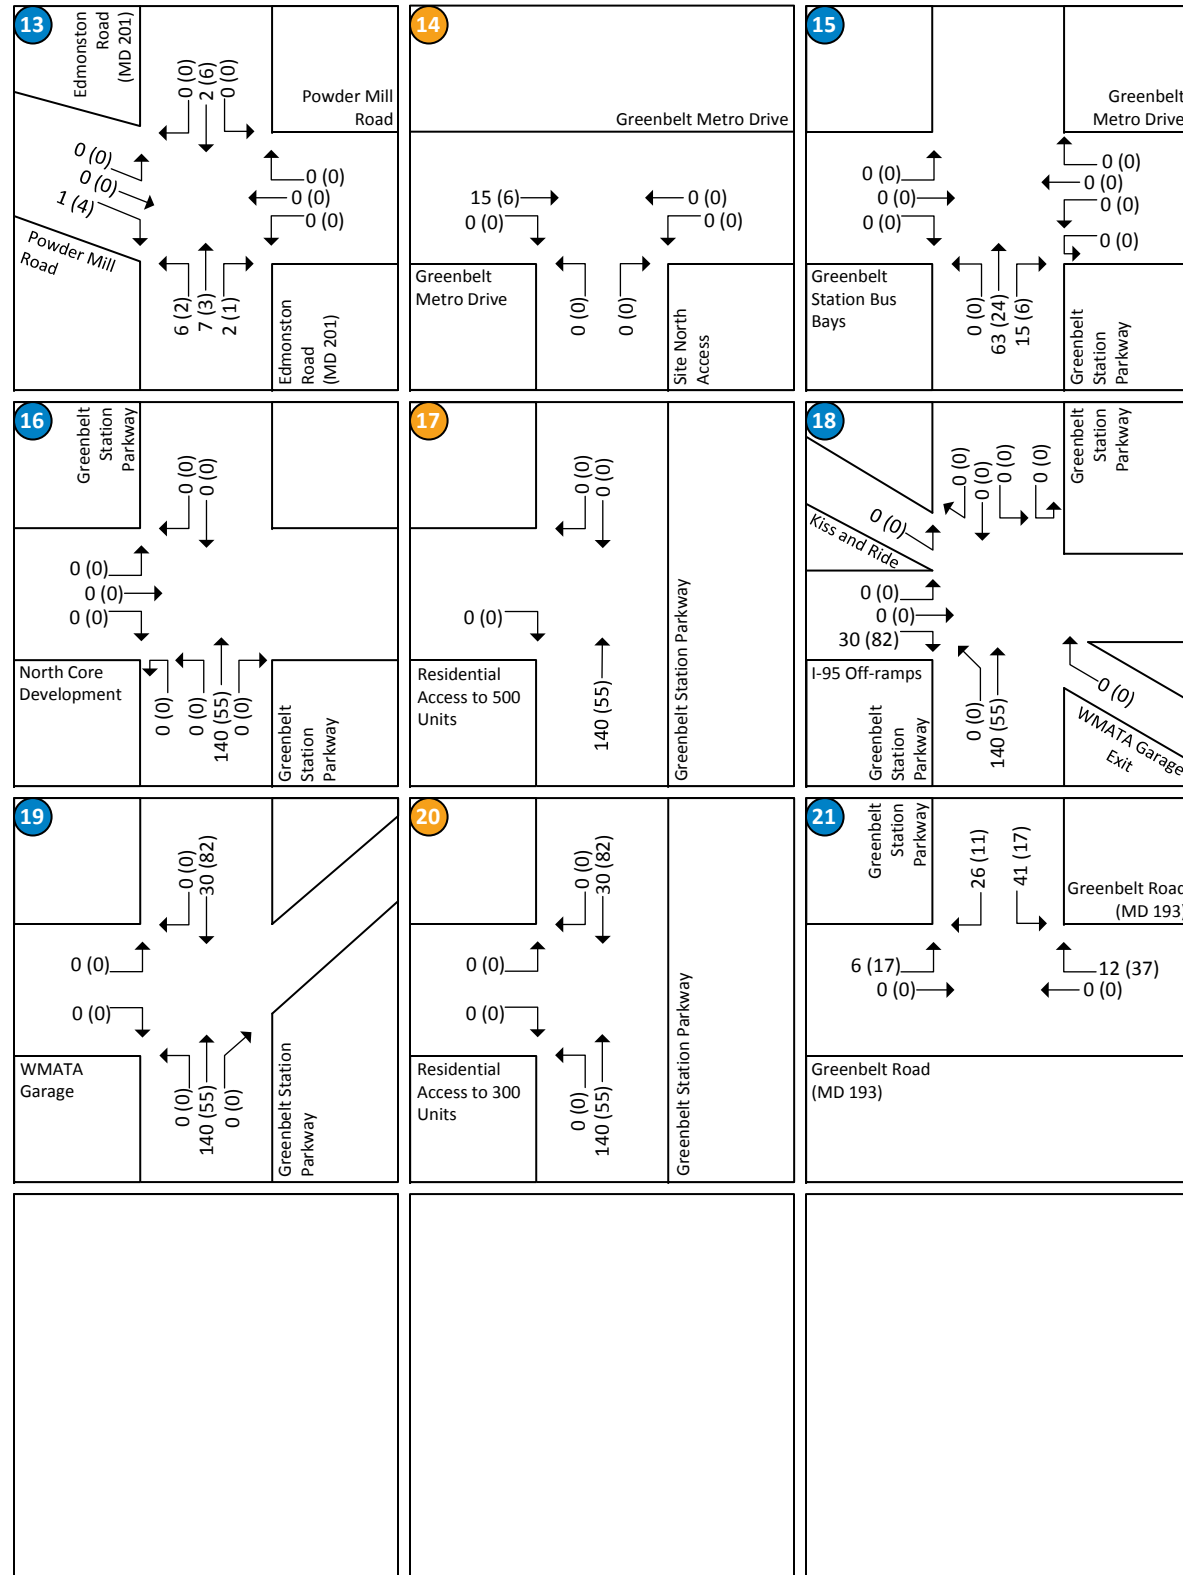 13
Edmonston
Road
(MD 201)
0 (0)
2 (6)
0 (0)
Powder Mill
Road
0 (0)
0 (0)
1 (4)
0 (0)
0 (0)
0 (0)
Powder Mill
Road
6 (2)
7 (3)
2 (1)
Edmonston
Road
(MD 201)
14
Greenbelt Metro Drive
15 (6)
0 (0)
0 (0)
0 (0)
Greenbelt
Metro Drive
0 (0)
0 (0)
Site North
Access
15
Greenbelt
Metro Drive
0 (0)
0 (0)
0 (0)
0 (0)
0 (0)
0 (0)
0 (0)
Greenbelt
Station Bus
Bays
0 (0)
63 (24)
15 (6)
Greenbelt
Station
Parkway
16
Greenbelt
Station
Parkway
0 (0)
0 (0)
0 (0)
0 (0)
0 (0)
North Core
Development
0 (0)
0 (0)
140 (55)
0 (0)
Greenbelt
Station
Parkway
17
0 (0)
0 (0)
0 (0)
Residential
Access to 500
Units
140 (55)
Greenbelt Station Parkway
18
Greenbelt
Station
Parkway
0 (0)
0 (0)
0 (0)
0 (0)
0 (0)
Kiss and Ride
0 (0)
0 (0)
30 (82)
I-95 Off-ramps
Greenbelt
Station
Parkway
0 (0)
140 (55)
0 (0)
WMATA Garage
Exit
19
0 (0)
30 (82)
0 (0)
0 (0)
WMATA
Garage
0 (0)
140 (55)
0 (0)
Greenbelt Station
Parkway
20
0 (0)
30 (82)
0 (0)
0 (0)
Residential
Access to 300
Units
0 (0)
140 (55)
Greenbelt Station Parkway
21
Greenbelt
Station
Parkway
26 (11)
41 (17)
Greenbelt Road
(MD 193)
6 (17)
0 (0)
12 (37)
0 (0)
Greenbelt Road
(MD 193)